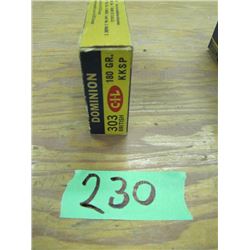 DOMINION
180 GR.
CIL
303
BRITISH
KKSP
230